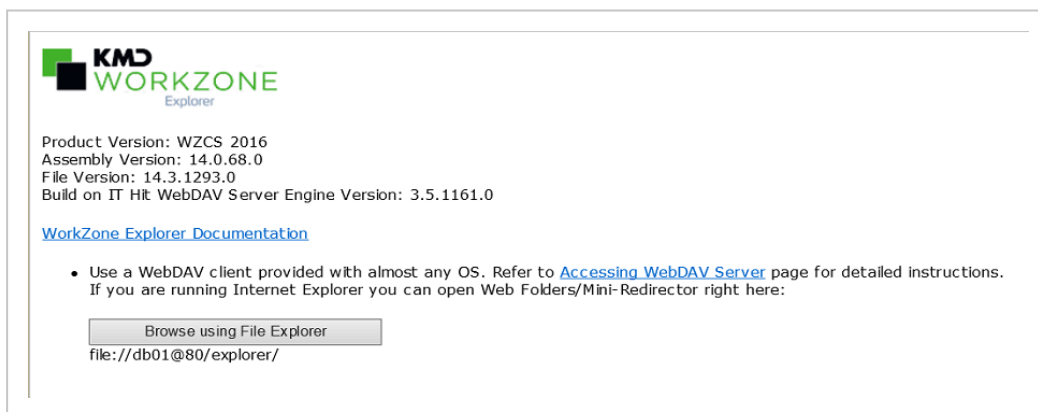 KMD
WORKZONE
Explorer
Product Version: WZCS 2016
Assembly Version: 14.0.68.0
File Version: 14.3.1293.0
Build on IT Hit WebDAV Server Engine Version: 3.5.1161.0
WorkZone Explorer Documentation
• Use a WebDAV client provided with almost any OS. Refer to Accessing WebDAV Server page for detailed instructions.
If you are running Internet Explorer you can open Web Folders/Mini-Redirector right here:
Browse using File Explorer
file://db01@80/explorer/